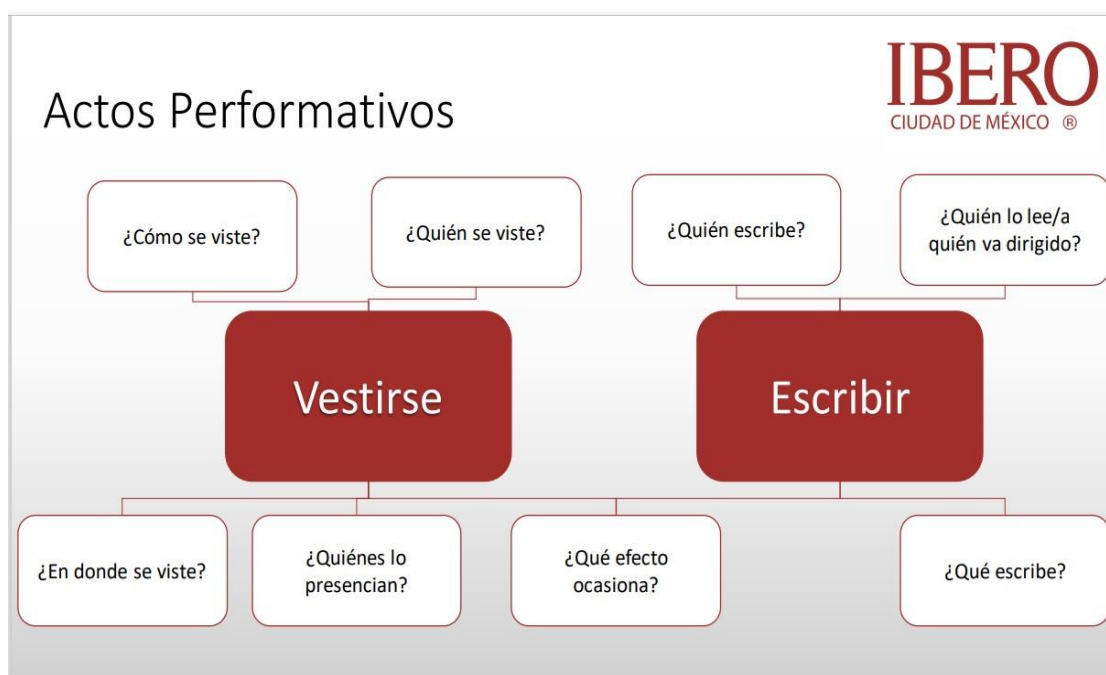 Actos Performativos
IBERO
CIUDAD DE MÉXICO ®
¿Cómo se viste?
¿Quién se viste?
¿Quién escribe?
¿Quién lo lee/a
quién va dirigido?
Vestirse
Escribir
¿En donde se viste?
¿Quiénes lo
presencian?
¿Qué efecto
ocasiona?
¿Qué escribe?